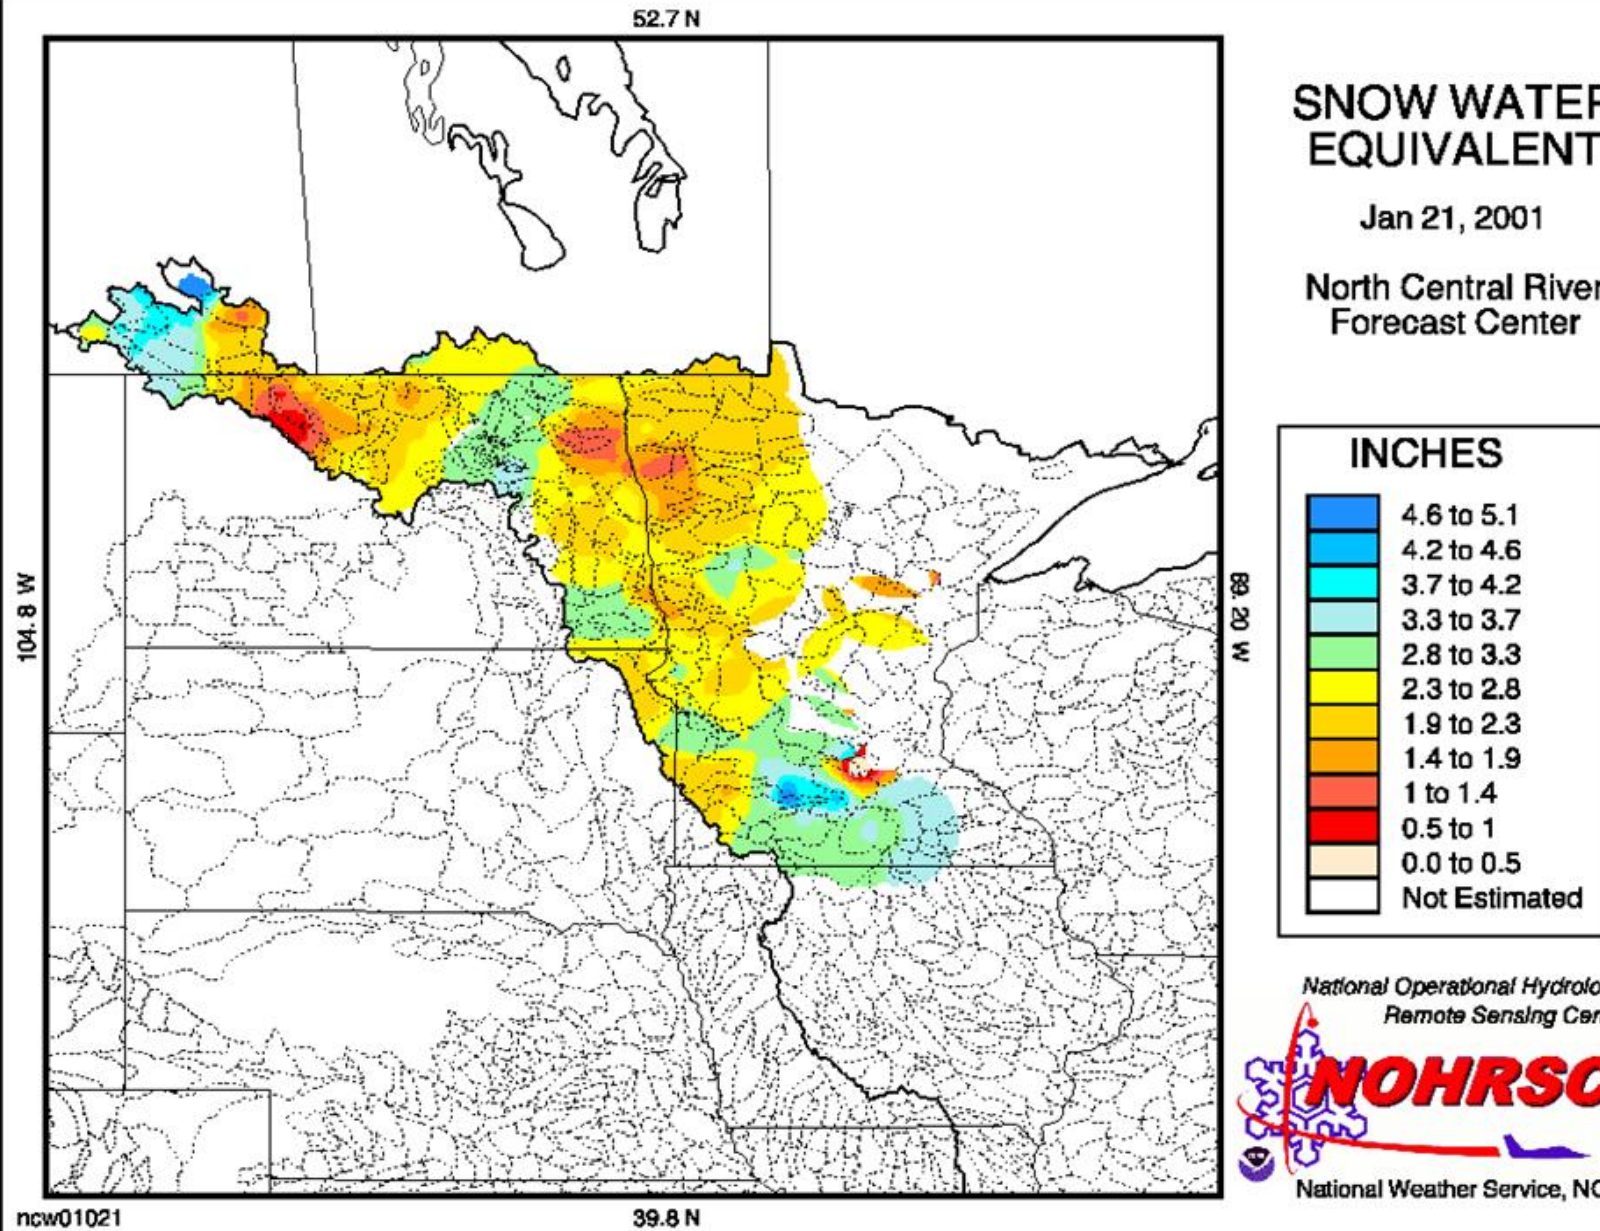 52.7 N
SNOW WATER
EQUIVALENT
Jan 21, 2001
North Central River
Forecast Center
104.8 W
89.20 W
INCHES
4.6 to 5.1
4.2 to 4.6
3.7 to 4.2
3.3 to 3.7
2.8 to 3.3
2.3 to 2.8
1.9 to 2.3
1.4 to 1.9
1 to 1.4
0.5 to 1
0.0 to 0.5
Not Estimated
National Operational Hydrolo
Remote Sensing Cen
NOHRSC
National Weather Service, NO
ncw01021
39.8 N